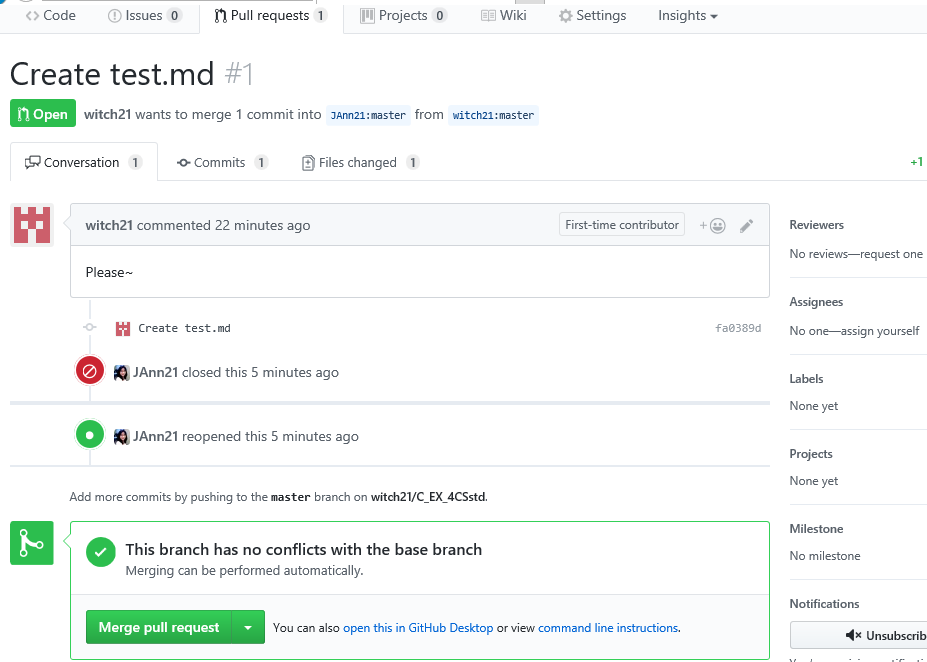 Code Issues 0 Pull requests 1 Projects 0 Wiki Settings Insights
Create test.md #1
Open witch21 wants to merge 1 commit into JAnn21:master from witch21:master
Conversation 1 Commits 1 Files changed 1 +1
witch21 commented 22 minutes ago First-time contributor
Please~
Create test.md fa0389d
JAnn21 closed this 5 minutes ago
JAnn21 reopened this 5 minutes ago
Add more commits by pushing to the master branch on witch21/C_EX_4CSstd.
This branch has no conflicts with the base branch
Merging can be performed automatically.
Merge pull request You can also open this in GitHub Desktop or view command line instructions.
Reviewers
No reviews—request one
Assignees
No one—assign yourself
Labels
None yet
Projects
None yet
Milestone
No milestone
Notifications
Unsubscrib